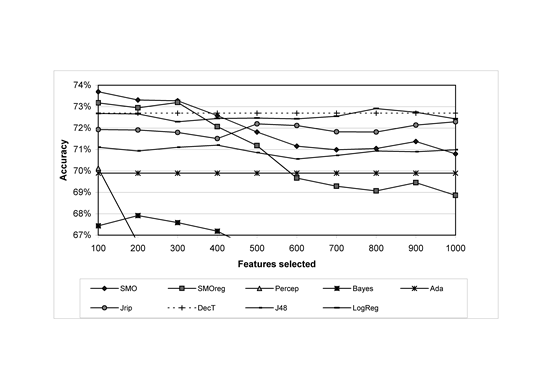 74%
73%
72%
71%
70%
69%
68%
67%
Accuracy
100 200 300 400 500 600 700 800 900 1000
Features selected
SMO SMOreg Percep Bayes Ada
Jrip DecT J48 LogReg